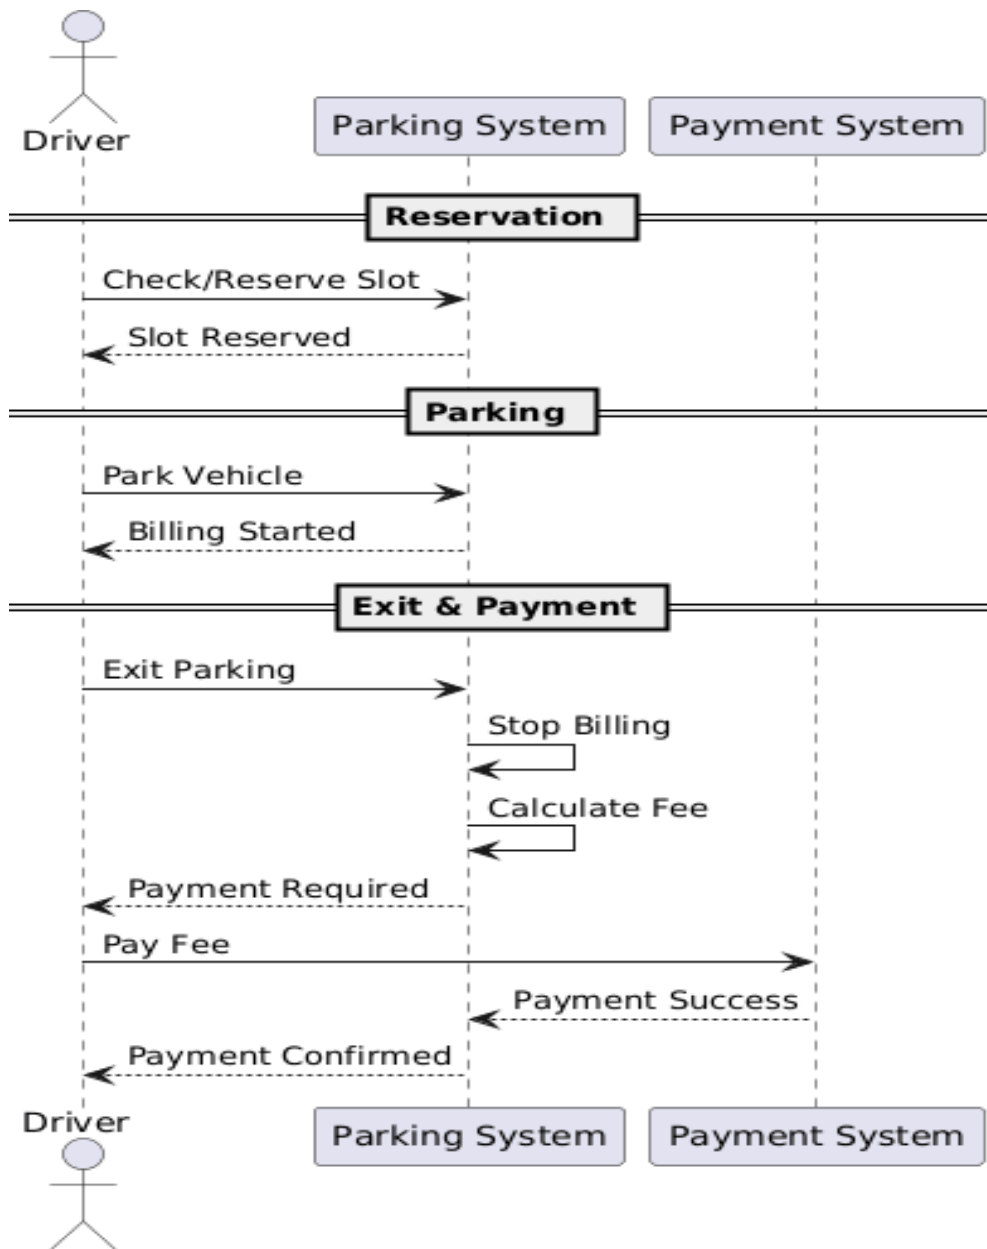 Driver
Parking System
Payment System
Reservation
Check/Reserve Slot
Slot Reserved
Parking
Park Vehicle
Billing Started
Exit & Payment
Exit Parking
Stop Billing
Calculate Fee
Payment Required
Pay Fee
Payment Success
Payment Confirmed
Driver
Parking System
Payment System